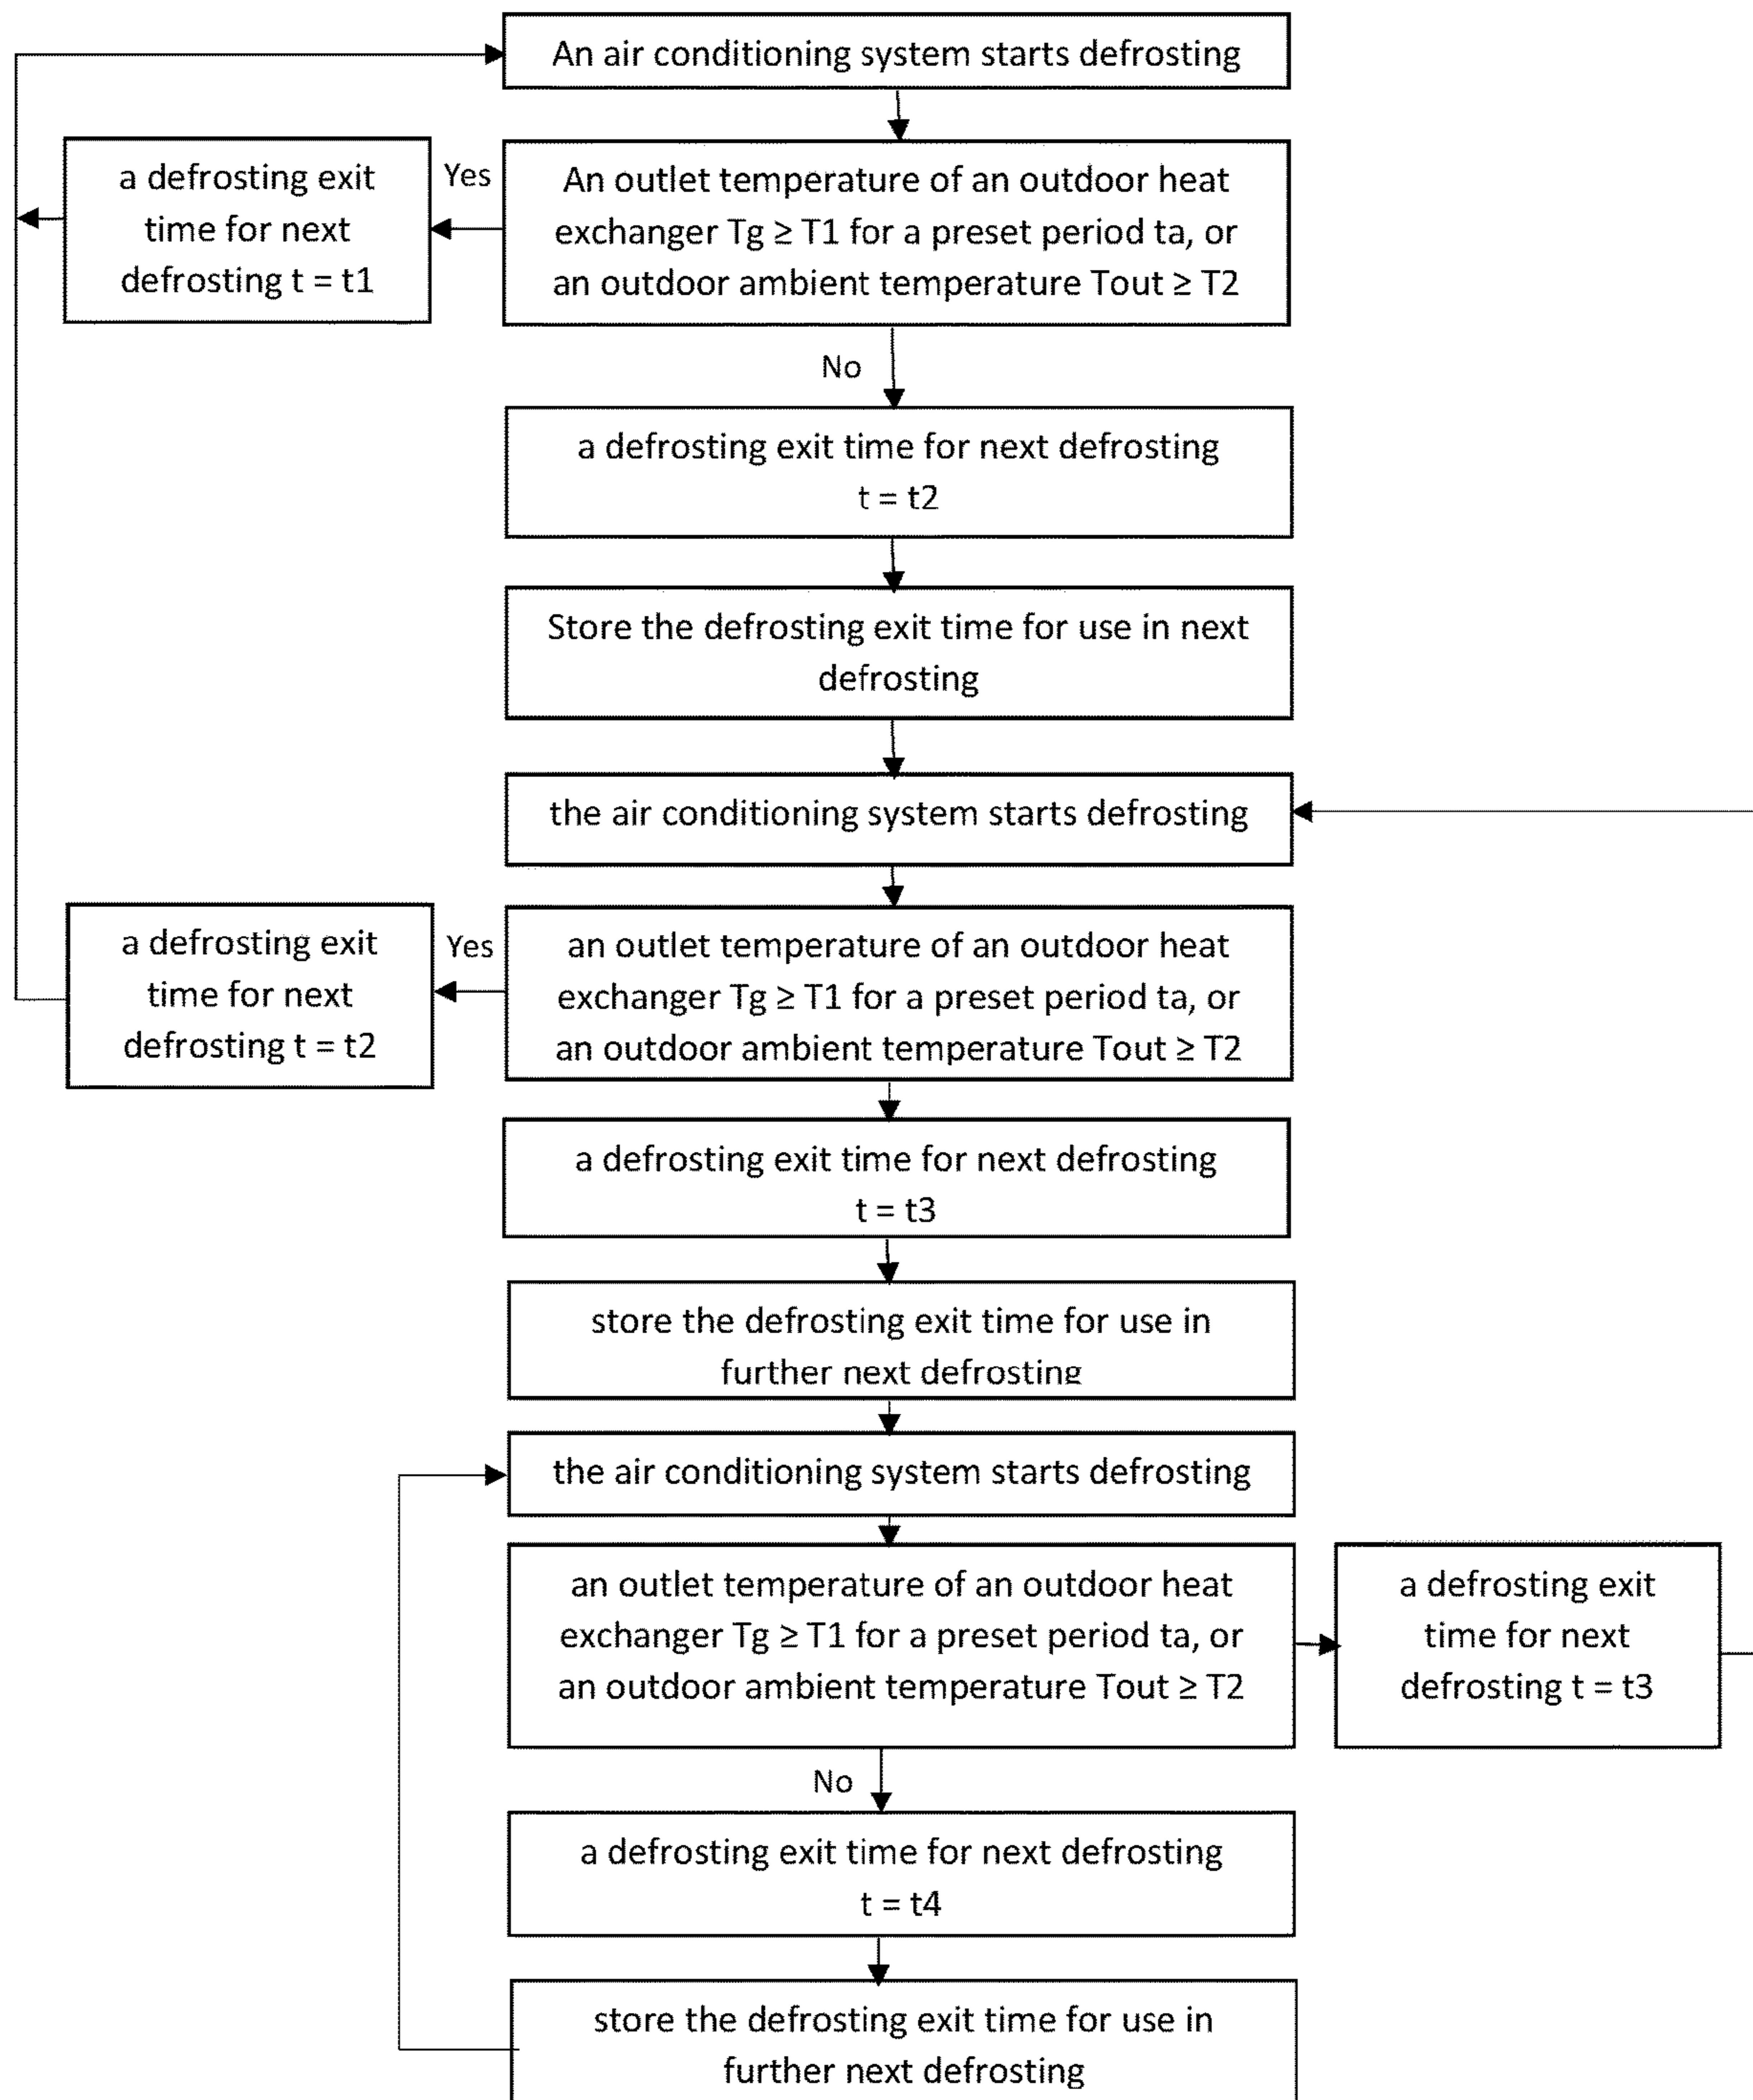 An air conditioning system starts defrosting
a defrosting exit
time for next
defrosting t = t1
Yes
An outlet temperature of an outdoor heat
exchanger Tg ≥ T1 for a preset period ta, or
an outdoor ambient temperature Tout ≥ T2
No
a defrosting exit time for next defrosting
t = t2
Store the defrosting exit time for use in next
defrosting
the air conditioning system starts defrosting
a defrosting exit
time for next
defrosting t = t2
Yes
an outlet temperature of an outdoor heat
exchanger Tg ≥ T1 for a preset period ta, or
an outdoor ambient temperature Tout ≥ T2
a defrosting exit time for next defrosting
t = t3
store the defrosting exit time for use in
further next defrosting
the air conditioning system starts defrosting
an outlet temperature of an outdoor heat
exchanger Tg ≥ T1 for a preset period ta, or
an outdoor ambient temperature Tout ≥ T2
a defrosting exit
time for next
defrosting t = t3
No
a defrosting exit time for next defrosting
t = t4
store the defrosting exit time for use in
further next defrosting